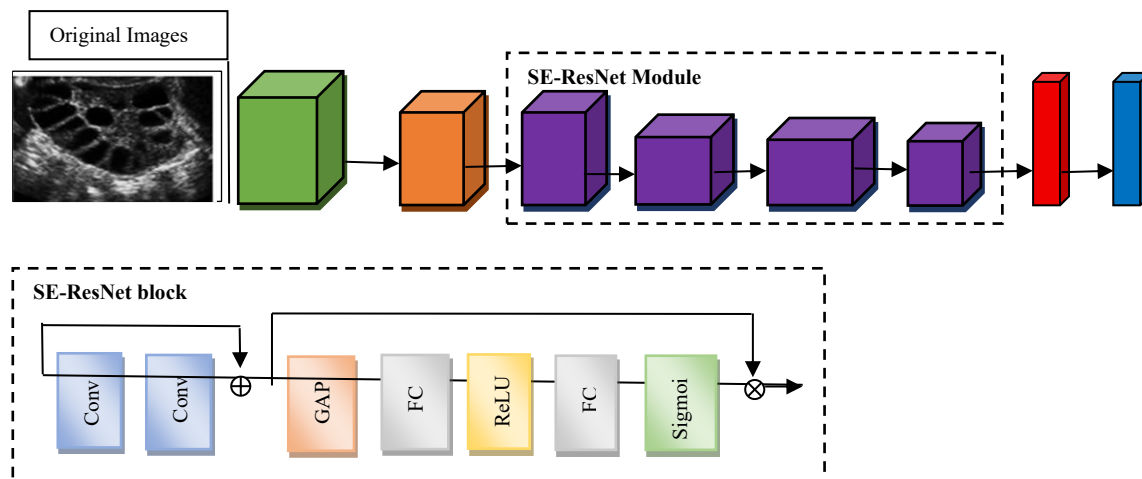 Original Images
SE-ResNet Module
SE-ResNet block
Conv
Conv
GAP
FC
ReLU
FC
Sigmoi